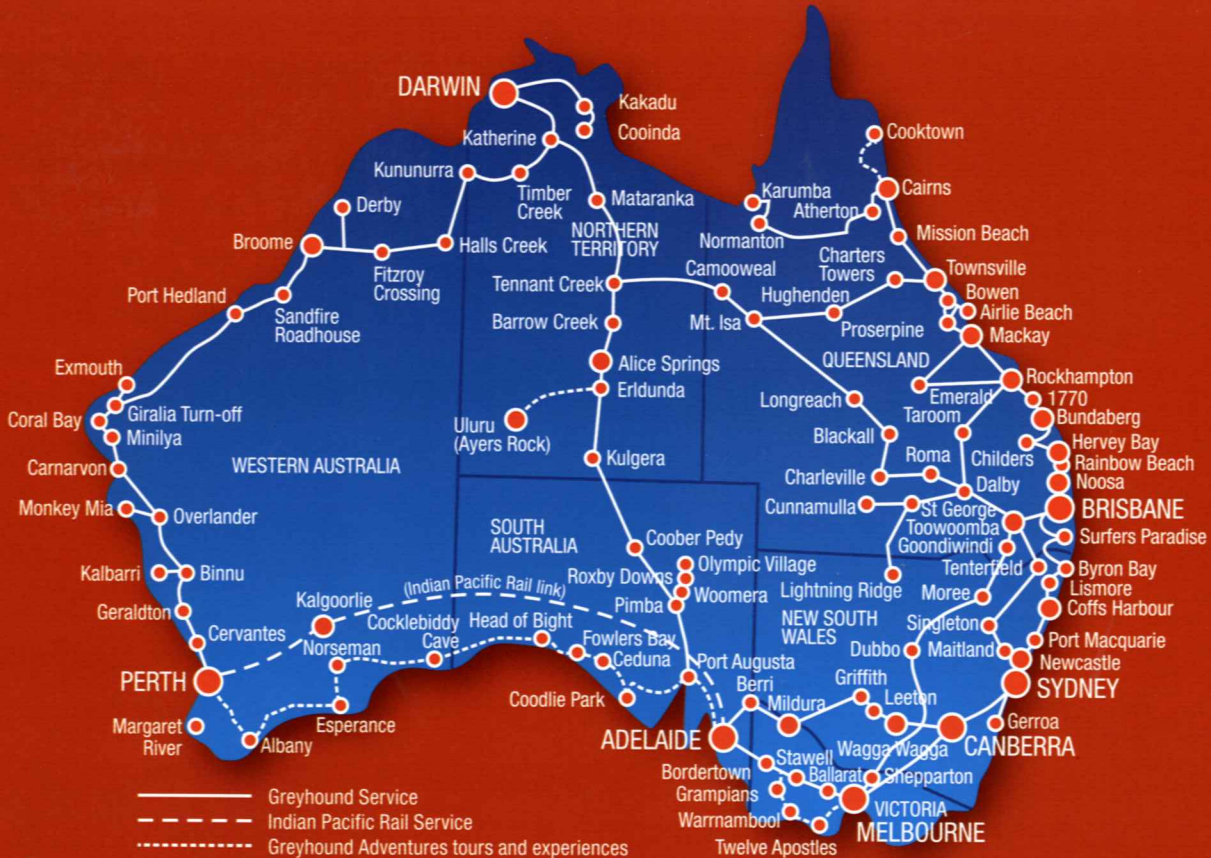 DARWIN
Kakadu
Cooinda
Katherine
Cooktown
Kununurra
Timber
Creek
Mataranka
Karumba
Cairns
Atherton
Derby
NORTHERN
TERRITORY
Normanton
Mission Beach
Broome
Halls Creek
Fitzroy
Crossing
Camooweal
Charters
Towers
Townsville
Tennant Creek
Hughenden
Bowen
Airlie Beach
Port Hedland
Sandfire
Roadhouse
Barrow Creek
Mt. Isa
Proserpine
Mackay
Alice Springs
QUEENSLAND
Exmouth
Erldunda
Rockhampton
Emerald
1770
Coral Bay
Giralia Turn-off
Uluru
(Ayers Rock)
Longreach
Taroom
Bundaberg
Minilya
Blackall
Hervey Bay
Carnarvon
WESTERN AUSTRALIA
Kulgera
Roma
Childers
Rainbow Beach
Charleville
Dalby
Noosa
Monkey Mia
Overlander
Cunnamulla
St George
BRISBANE
SOUTH
AUSTRALIA
Toowoomba
Goondiwindi
Surfers Paradise
Coober Pedy
Olympic Village
Tenterfield
Byron Bay
Kalbarri
Binnu
(Indian Pacific Rail link)
Roxby Downs
Woomera
Lightning Ridge
Moree
Lismore
Geraldton
Kalgoorlie
Pimba
NEW SOUTH
WALES
Coffs Harbour
Cocklebiddy
Cave
Head of Bight
Singleton
Cervantes
Norseman
Fowlers Bay
Ceduna
Dubbo
Maitland
Port Macquarie
Newcastle
PERTH
Port Augusta
Griffith
SYDNEY
Coodlie Park
Berri
Mildura
Leeton
Margaret
River
Esperance
Gerroa
Albany
ADELAIDE
Wagga Wagga
CANBERRA
Stawell
Bordertown
Ballarat
Shepparton
Grampians
VICTORIA
Warrnambool
MELBOURNE
Twelve Apostles
Greyhound Service
Indian Pacific Rail Service
Greyhound Adventures tours and experiences